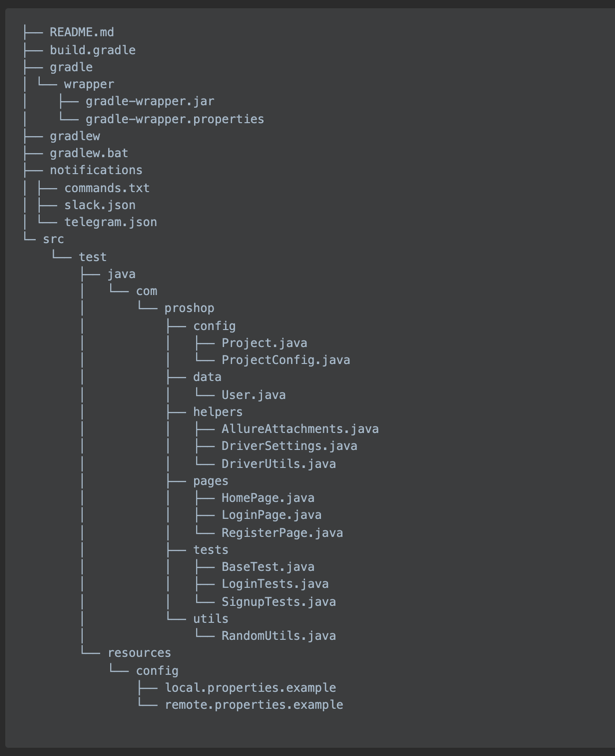 ├── README.md
├── build.gradle
├── gradle
│ └── wrapper
│    ├── gradle-wrapper.jar
│    └── gradle-wrapper.properties
├── gradlew
├── gradlew.bat
├── notifications
│ ├── commands.txt
│ ├── slack.json
│ └── telegram.json
└─ src
    └── test
        ├── java
        │   └── com
        │       └── proshop
        │           ├── config
        │           │   ├── Project.java
        │           │   └── ProjectConfig.java
        │           ├── data
        │           │   └── User.java
        │           ├── helpers
        │           │   ├── AllureAttachments.java
        │           │   ├── DriverSettings.java
        │           │   └── DriverUtils.java
        │           ├── pages
        │           │   ├── HomePage.java
        │           │   ├── LoginPage.java
        │           │   └── RegisterPage.java
        │           ├── tests
        │           │   ├── BaseTest.java
        │           │   ├── LoginTests.java
        │           │   └── SignupTests.java
        │           └── utils
        │               └── RandomUtils.java
        └── resources
            └── config
                ├── local.properties.example
                └── remote.properties.example